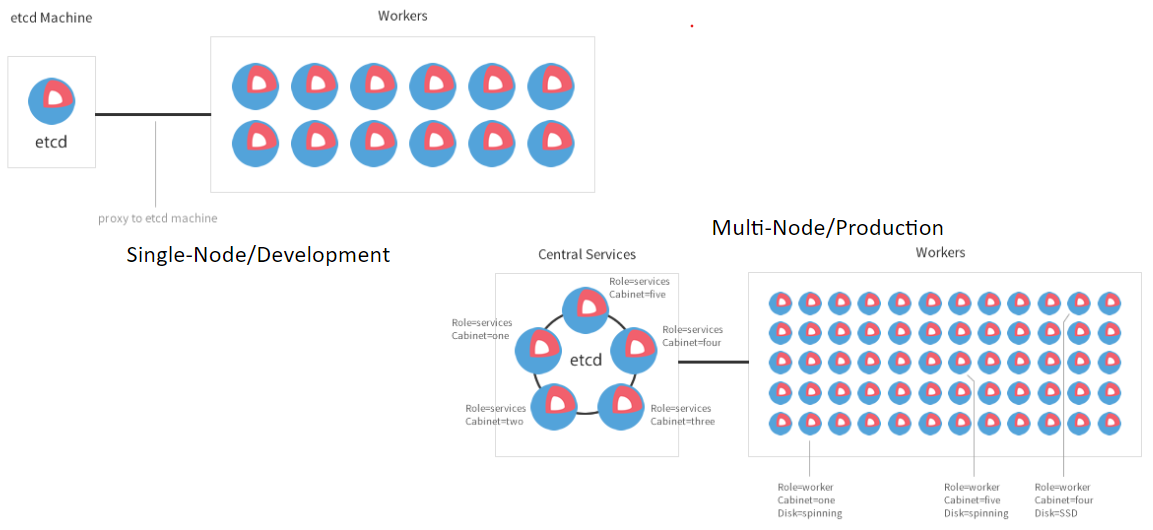 etcd Machine
Workers
etcd
proxy to etcd machine
Single-Node/Development
Multi-Node/Production
Central Services
Workers
Role=services
Cabinet=five
Role=services
Cabinet=one
Role=services
Cabinet=four
etcd
Role=services
Cabinet=two
Role=services
Cabinet=three
Role=worker
Cabinet=one
Disk=spinning
Role=worker
Cabinet=five
Disk=spinning
Role=worker
Cabinet=four
Disk=SSD